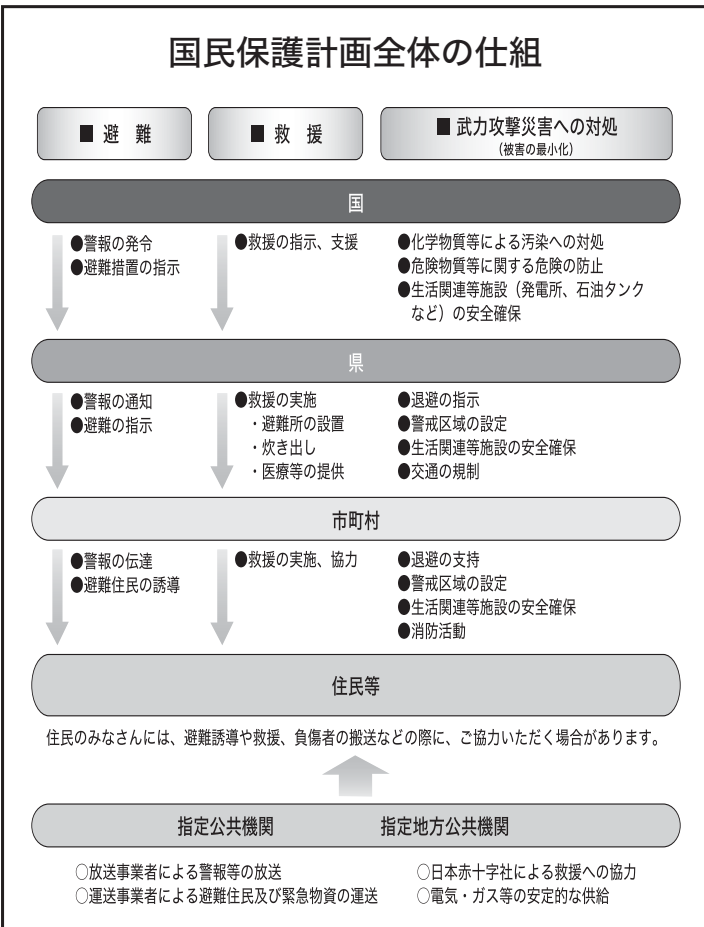 国民保護計画全体の仕組
■ 避 難
■ 救 援
■ 武力攻撃災害への対処
(被害の最小化)
国
●警報の発令
●避難措置の指示
●救援の指示、支援
●化学物質等による汚染への対処
●危険物質等に関する危険の防止
●生活関連等施設(発電所、石油タンク
など)の安全確保
県
●警報の通知
●避難の指示
●救援の実施
・避難所の設置
・炊き出し
・医療等の提供
●退避の指示
●警戒区域の設定
●生活関連等施設の安全確保
●交通の規制
市町村
●警報の伝達
●避難住民の誘導
●救援の実施、協力
●退避の支持
●警戒区域の設定
●生活関連等施設の安全確保
●消防活動
住民等
住民のみなさんには、避難誘導や救援、負傷者の搬送などの際に、ご協力いただく場合があります。
指定公共機関 指定地方公共機関
○放送事業者による警報等の放送
○運送事業者による避難住民及び緊急物資の運送
○日本赤十字社による救援への協力
○電気・ガス等の安定的な供給